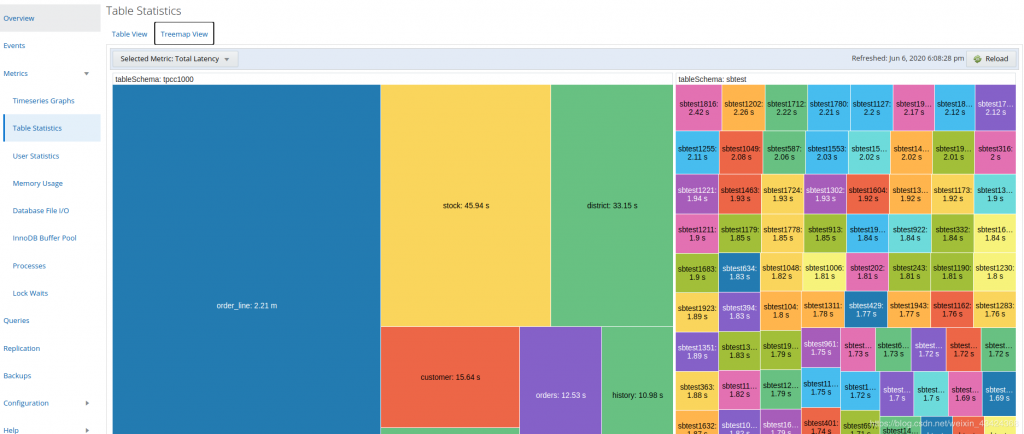 Table Statistics
Overview
Events
Metrics
Timeseries Graphs
Table Statistics
User Statistics
Memory Usage
Database File I/O
InnoDB Buffer Pool
Processes
Lock Waits
Queries
Replication
Backups
Configuration
Help
Table View Treemap View
Selected Metric: Total Latency
Refreshed: Jun 6, 2020 6:08:28 pm Reload
tableSchema: tpcc1000
order_line: 2.21 m
stock: 45.94 s
district: 33.15 s
customer: 15.64 s
orders: 12.53 s
history: 10.98 s
tableSchema: sbtest
sbtest1816: sbtest1202: sbtest1712: sbtest1780: sbtest1127: sbtest19... sbtest18... sbtest17...
2.42 s 2.26 s 2.22 s 2.21 s 2.2 s 2.17 s 2.12 s 2.12 s
sbtest1255: sbtest1049: sbtest587: sbtest1553: sbtest15... sbtest14... sbtest19... sbtest316:
2.11 s 2.08 s 2.06 s 2.03 s 2.02 s 2.02 s 2.01 s 2 s
sbtest1221: sbtest1463: sbtest1724: sbtest1302: sbtest1604: sbtest13... sbtest1173: sbtest13...
1.94 s 1.93 s 1.93 s 1.93 s 1.92 s 1.92 s 1.92 s 1.9 s
sbtest1211: sbtest1179: sbtest1778: sbtest913: sbtest19... sbtest922: sbtest332: sbtest16...
1.9 s 1.85 s 1.85 s 1.85 s 1.84 s 1.84 s 1.84 s 1.84 s
sbtest1683: sbtest634: sbtest1048: sbtest1006: sbtest202: sbtest243: sbtest1190: sbtest1230:
1.9 s 1.83 s 1.82 s 1.81 s 1.81 s 1.81 s 1.81 s 1.8 s
sbtest1923: sbtest394: sbtest104: sbtest1311: sbtest429: sbtest1943: sbtest1162: sbtest1283:
1.89 s 1.83 s 1.8 s 1.78 s 1.77 s 1.77 s 1.76 s 1.76 s
sbtest1351: sbtest13... sbtest19... sbtest961: sbtest... sbtest6... sbtest... sbtest... sbtest...
1.89 s 1.83 s 1.79 s 1.75 s 1.73 s 1.73 s 1.72 s 1.72 s 1.72 s
sbtest363: sbtest11... sbtest12... sbtest11... sbtest1... sbtest... sbtest... sbtest... sbtest...
1.88 s 1.82 s 1.79 s 1.75 s 1.72 s 1.7 s 1.7 s 1.69 s 1.69 s
sbtest1632: sbtest10... sbtest16... sbtest401:
1.87 s 1.82 s 1.74 s